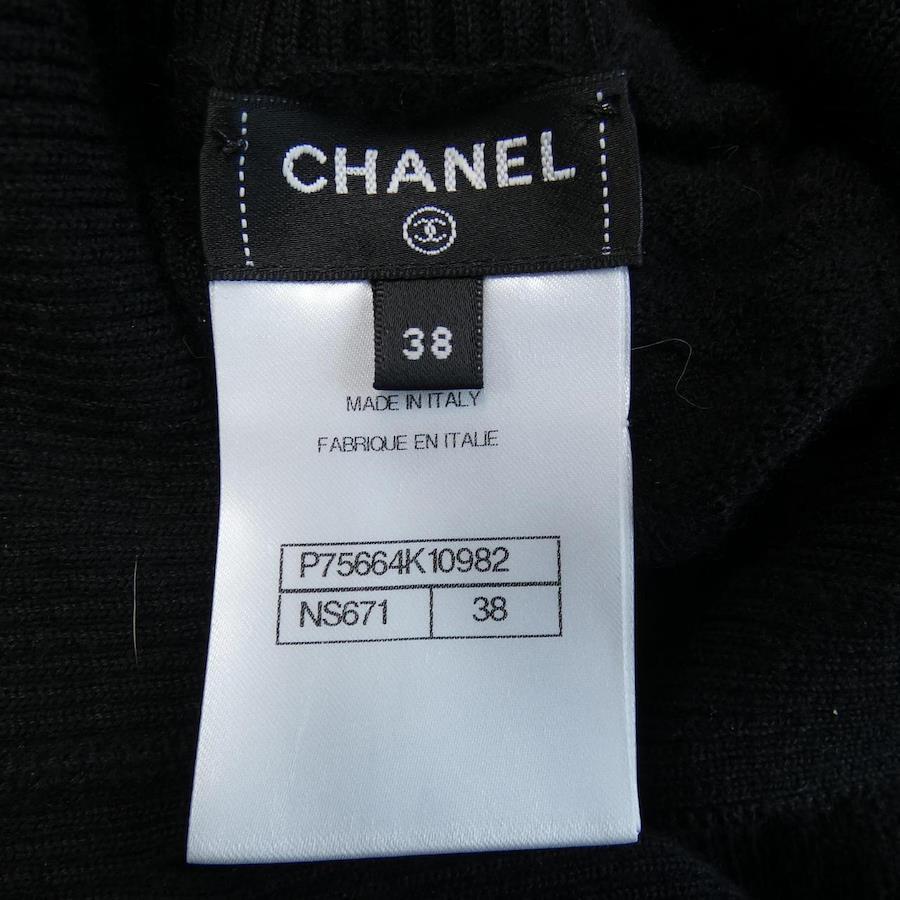 CHANEL
38
MADE IN ITALY
FABRIQUE EN ITALIE
P75664K10982
NS671 38